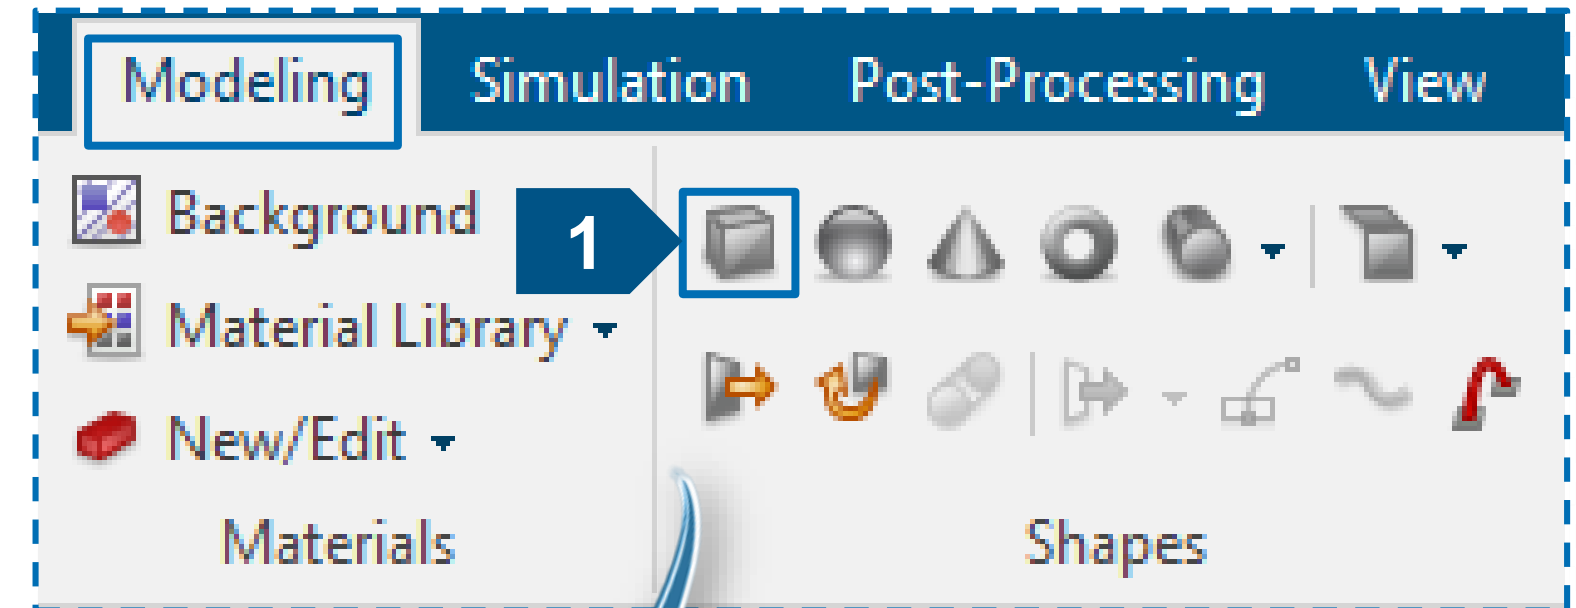 Modeling Simulation Post-Processing View
Background
1
Material Library
New/Edit
Materials
Shapes